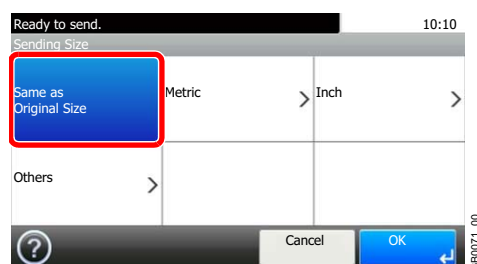 Ready to send. 10:10
Sending Size
Same as
Original Size
Metric
Inch
Others
?
Cancel
OK
B0071_00